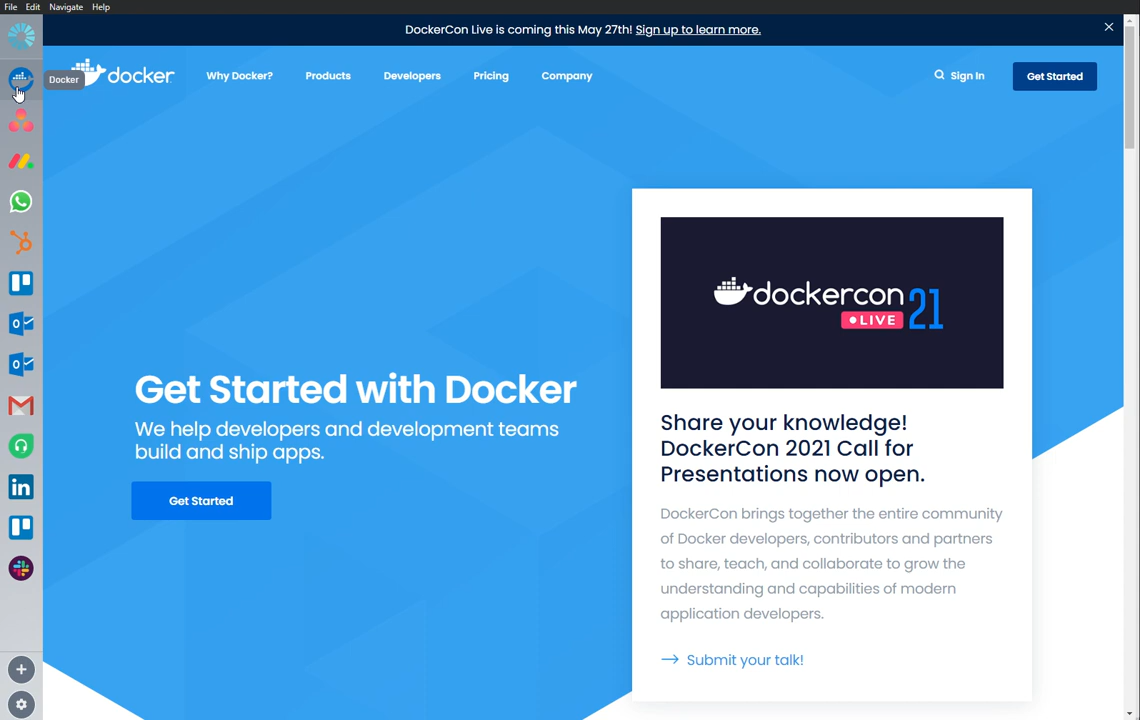 File Edit Navigate Help
DockerCon Live is coming this May 27th! Sign up to learn more.
Docker
docker
Why Docker? Products Developers Pricing Company
Sign In
Get Started
dockercon
LIVE
21
Get Started with Docker
We help developers and development teams
build and ship apps.
Get Started
Share your knowledge!
DockerCon 2021 Call for
Presentations now open.
DockerCon brings together the entire community
of Docker developers, contributors and partners
to share, teach, and collaborate to grow the
understanding and capabilities of modern
application developers.
Submit your talk!